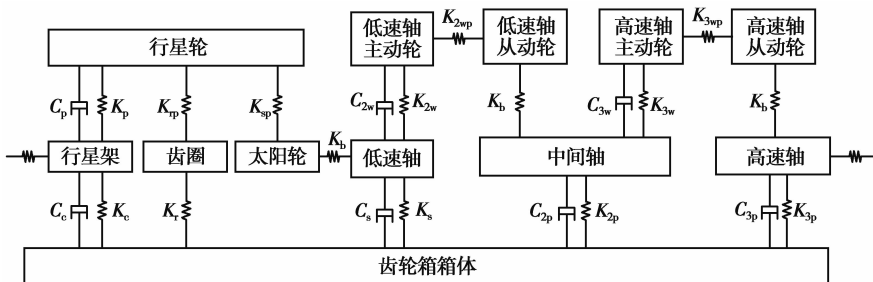 行星轮
低速轴
主动轮
K2wp
低速轴
从动轮
高速轴
主动轮
K3wp
高速轴
从动轮
Cp
Kp
Krp
Ksp
C2w
K2w
Kb
C3w
K3w
Kb
行星架
齿圈
太阳轮
Kb
低速轴
中间轴
高速轴
Cc
Kc
Kr
Cs
Ks
C2p
K2p
C3p
K3p
齿轮箱箱体